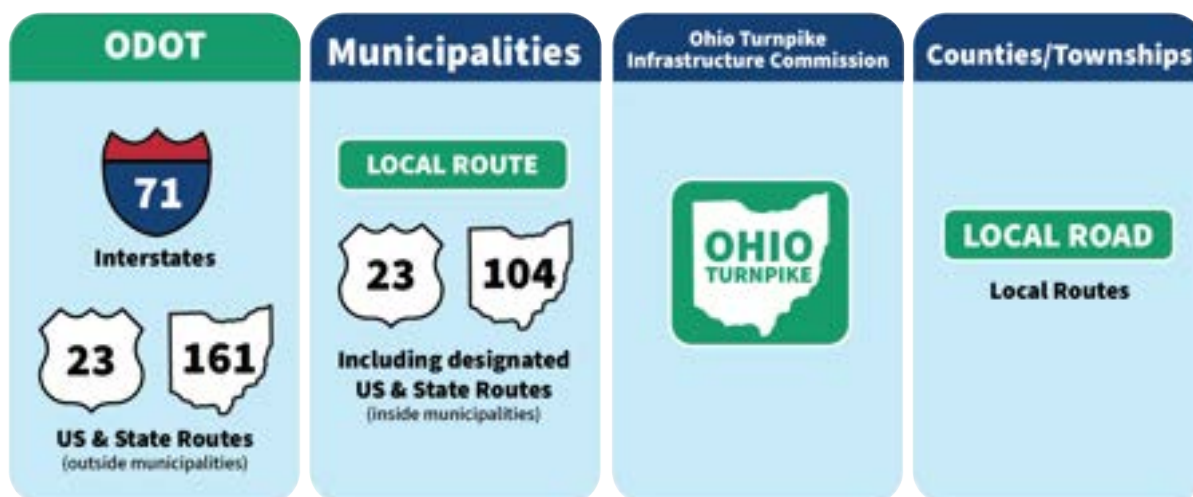 ODOT
71
Interstates
23
161
US & State Routes
(outside municipalities)
Municipalities
LOCAL ROUTE
23
104
Including designated
US & State Routes
(inside municipalities)
Ohio Turnpike
Infrastructure Commission
OHIO
TURNPIKE
Counties/Townships
LOCAL ROAD
Local Routes